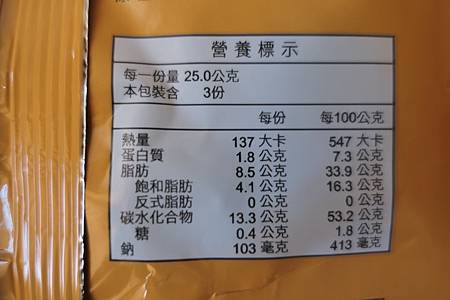 營養標示
每一份量 25.0公克
本包裝含 3份
每份 每100公克
熱量 137 大卡 547 大卡
蛋白質 1.8 公克 7.3 公克
脂肪 8.5 公克 33.9 公克
飽和脂肪 4.1 公克 16.3 公克
反式脂肪 0 公克 0 公克
碳水化合物 13.3 公克 53.2 公克
糖 0.4 公克 1.8 公克
鈉 103 毫克 413 毫克